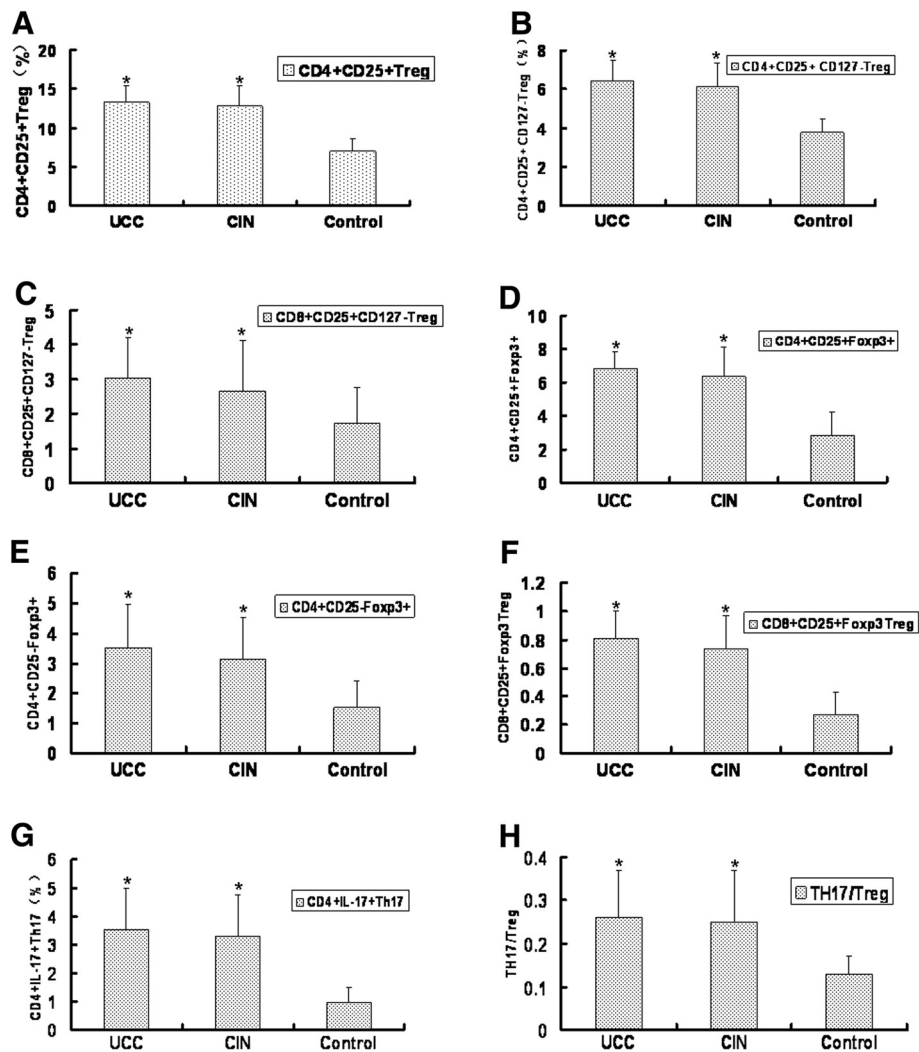 A
CD4+CD25+Treg (%)
20
15
10
5
0
* *
CD4+CD25+Treg
UCC CIN Control
B
CD4+CD25+ CD127-Treg (%)
8
6
4
2
0
* *
CD4+CD25+ CD127-Treg
UCC CIN Control
C
CD8+CD25+CD127-Treg
5
4
3
2
1
0
* *
CD8+CD25+CD127-Treg
UCC CIN Control
D
CD4+CD25+Foxp3+
10
8
6
4
2
0
* *
CD4+CD25+Foxp3+
UCC CIN Control
E
CD4+CD25-Foxp3+
6
5
4
3
2
1
0
* *
CD4+CD25-Foxp3+
UCC CIN Control
F
CD8+CD25+Foxp3Treg
1.2
1
0.8
0.6
0.4
0.2
0
* *
CD8+CD25+Foxp3Treg
UCC CIN Control
G
CD4+IL-17+Th17 (%)
6
5
4
3
2
1
0
* *
CD4+IL-17+Th17
UCC CIN Control
H
TH17/Treg
0.4
0.3
0.2
0.1
0
* *
TH17/Treg
UCC CIN Control